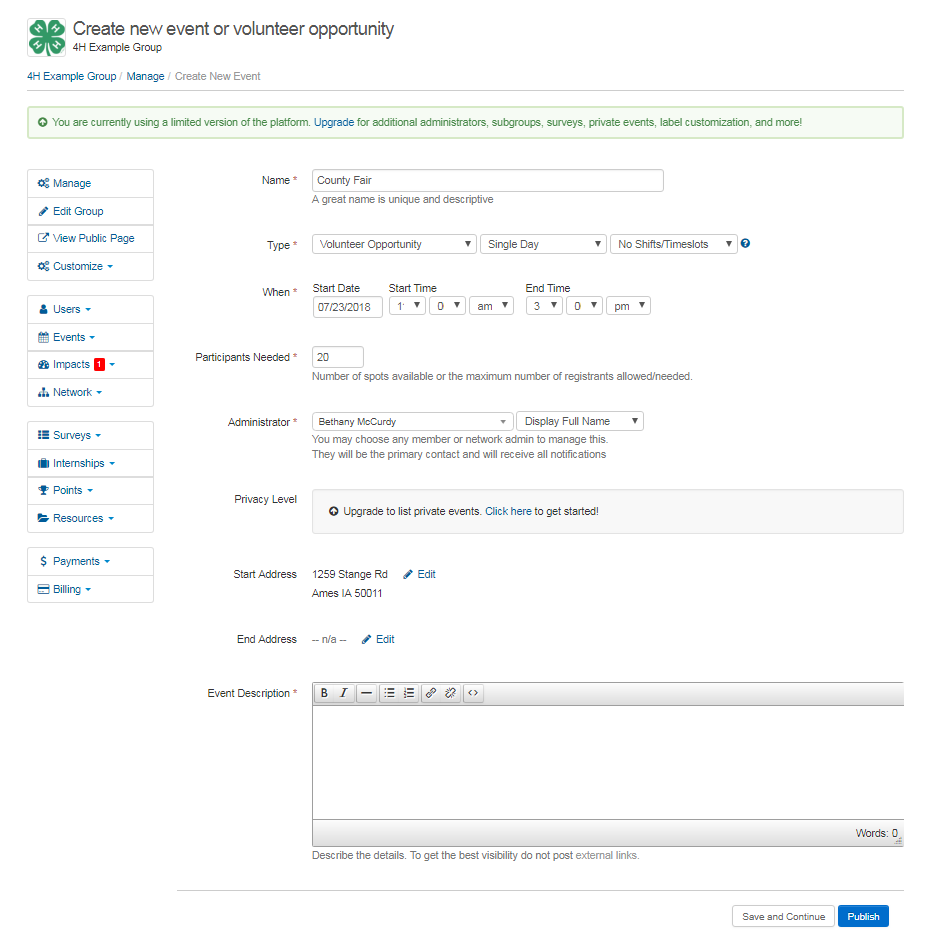 Create new event or volunteer opportunity
4H Example Group
4H Example Group / Manage / Create New Event
You are currently using a limited version of the platform. Upgrade for additional administrators, subgroups, surveys, private events, label customization, and more!
Manage
Edit Group
View Public Page
Customize
Users
Events
Impacts 1
Network
Surveys
Internships
Points
Resources
$ Payments
Billing
Name * County Fair
A great name is unique and descriptive
Type * Volunteer Opportunity Single Day No Shifts/Timeslots ?
Start Date Start Time End Time
When * 07/23/2018 0 am 3 0 pm
Participants Needed * 20
Number of spots available or the maximum number of registrants allowed/needed.
Administrator * Bethany McCurdy Display Full Name
You may choose any member or network admin to manage this.
They will be the primary contact and will receive all notifications
Privacy Level Upgrade to list private events. Click here to get started!
Start Address 1259 Stange Rd Edit
Ames IA 50011
End Address -- n/a -- Edit
Event Description * B I
Words: 0
Describe the details. To get the best visibility do not post external links.
Save and Continue Publish